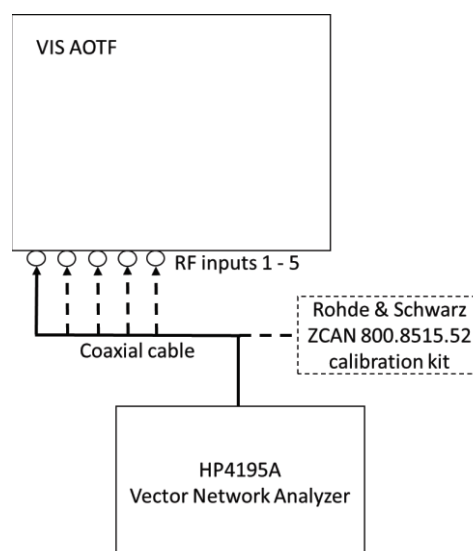 VIS AOTF
RF inputs 1 - 5
Coaxial cable
Rohde & Schwarz
ZCAN 800.8515.52
calibration kit
HP4195A
Vector Network Analyzer